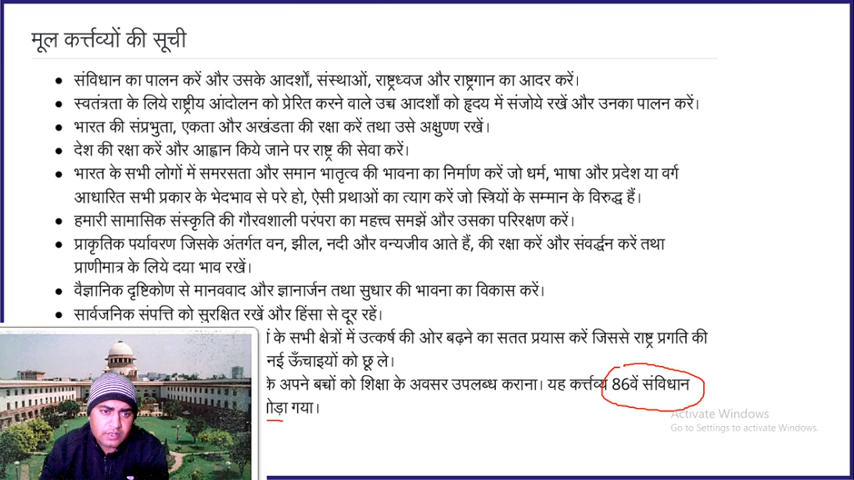 मूल कर्त्तव्यों की सूची
संविधान का पालन करें और उसके आदर्शो, संस्थाओं, राष्ट्रध्वज और राष्ट्रगान का आदर करें।
स्वतंत्रता के लिये राष्ट्रीय आंदोलन को प्रेरित करने वाले उच्च आदर्शों को हृदय में संजोये रखें और उनका पालन करें।
भारत की संप्रभुता, एकता और अखंडता की रक्षा करें तथा उसे अक्षुण्ण रखें।
देश की रक्षा करें और आह्वान किये जाने पर राष्ट्र की सेवा करें।
भारत के सभी लोगों में समरसता और समान भातृत्व की भावना का निर्माण करें जो धर्म, भाषा और प्रदेश या वर्ग
आधारित सभी प्रकार के भेदभाव से परे हो, ऐसी प्रथाओं का त्याग करें जो स्त्रियों के सम्मान के विरुद्ध हैं।
हमारी सामासिक संस्कृति की गौरवशाली परंपरा का महत्त्व समझें और उसका परिरक्षण करें।
प्राकृतिक पर्यावरण जिसके अंतर्गत वन, झील, नदी और वन्यजीव आते हैं, की रक्षा करें और संवर्द्धन करें तथा
प्राणीमात्र के लिये दया भाव रखें।
वैज्ञानिक दृष्टिकोण से मानववाद और ज्ञानार्जन तथा सुधार की भावना का विकास करें।
सार्वजनिक संपत्ति को सुरक्षित रखें और हिंसा से दूर रहें।
के सभी क्षेत्रों में उत्कर्ष की ओर बढ़ने का सतत प्रयास करें जिससे राष्ट्र प्रगति की
नई ऊँचाइयों को छू ले।
के अपने बच्चों को शिक्षा के अवसर उपलब्ध कराना। यह कर्त्तव्य 86वें संविधान
गया।
Activate Windows
Go to Settings to activate Windows.